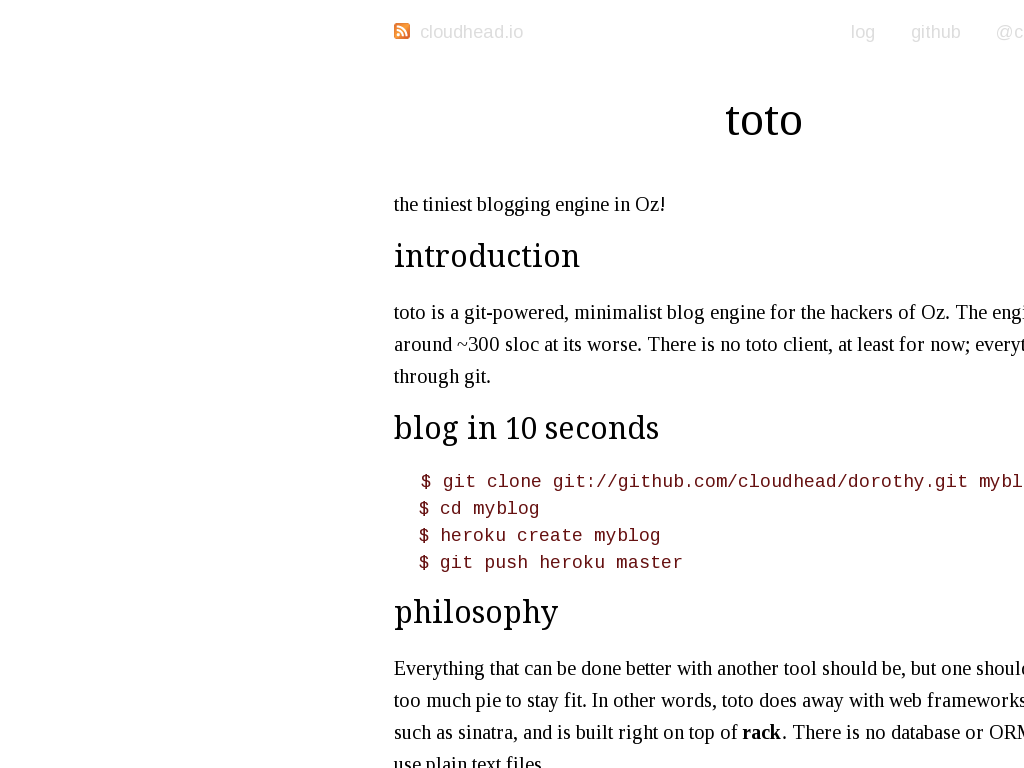 cloudhead.io log github
toto
the tiniest blogging engine in Oz!
introduction
toto is a git-powered, minimalist blog engine for the hackers of Oz. The
around ~300 sloc at its worse. There is no toto client, at least for now;
through git.
blog in 10 seconds
$ git clone git://github.com/cloudhead/dorothy.git
$ cd myblog
$ heroku create myblog
$ git push heroku master
philosophy
Everything that can be done better with another tool should be, but one
too much pie to stay fit. In other words, toto does away with web frameworks
such as sinatra, and is built right on top of rack. There is no database or
use plain text files.